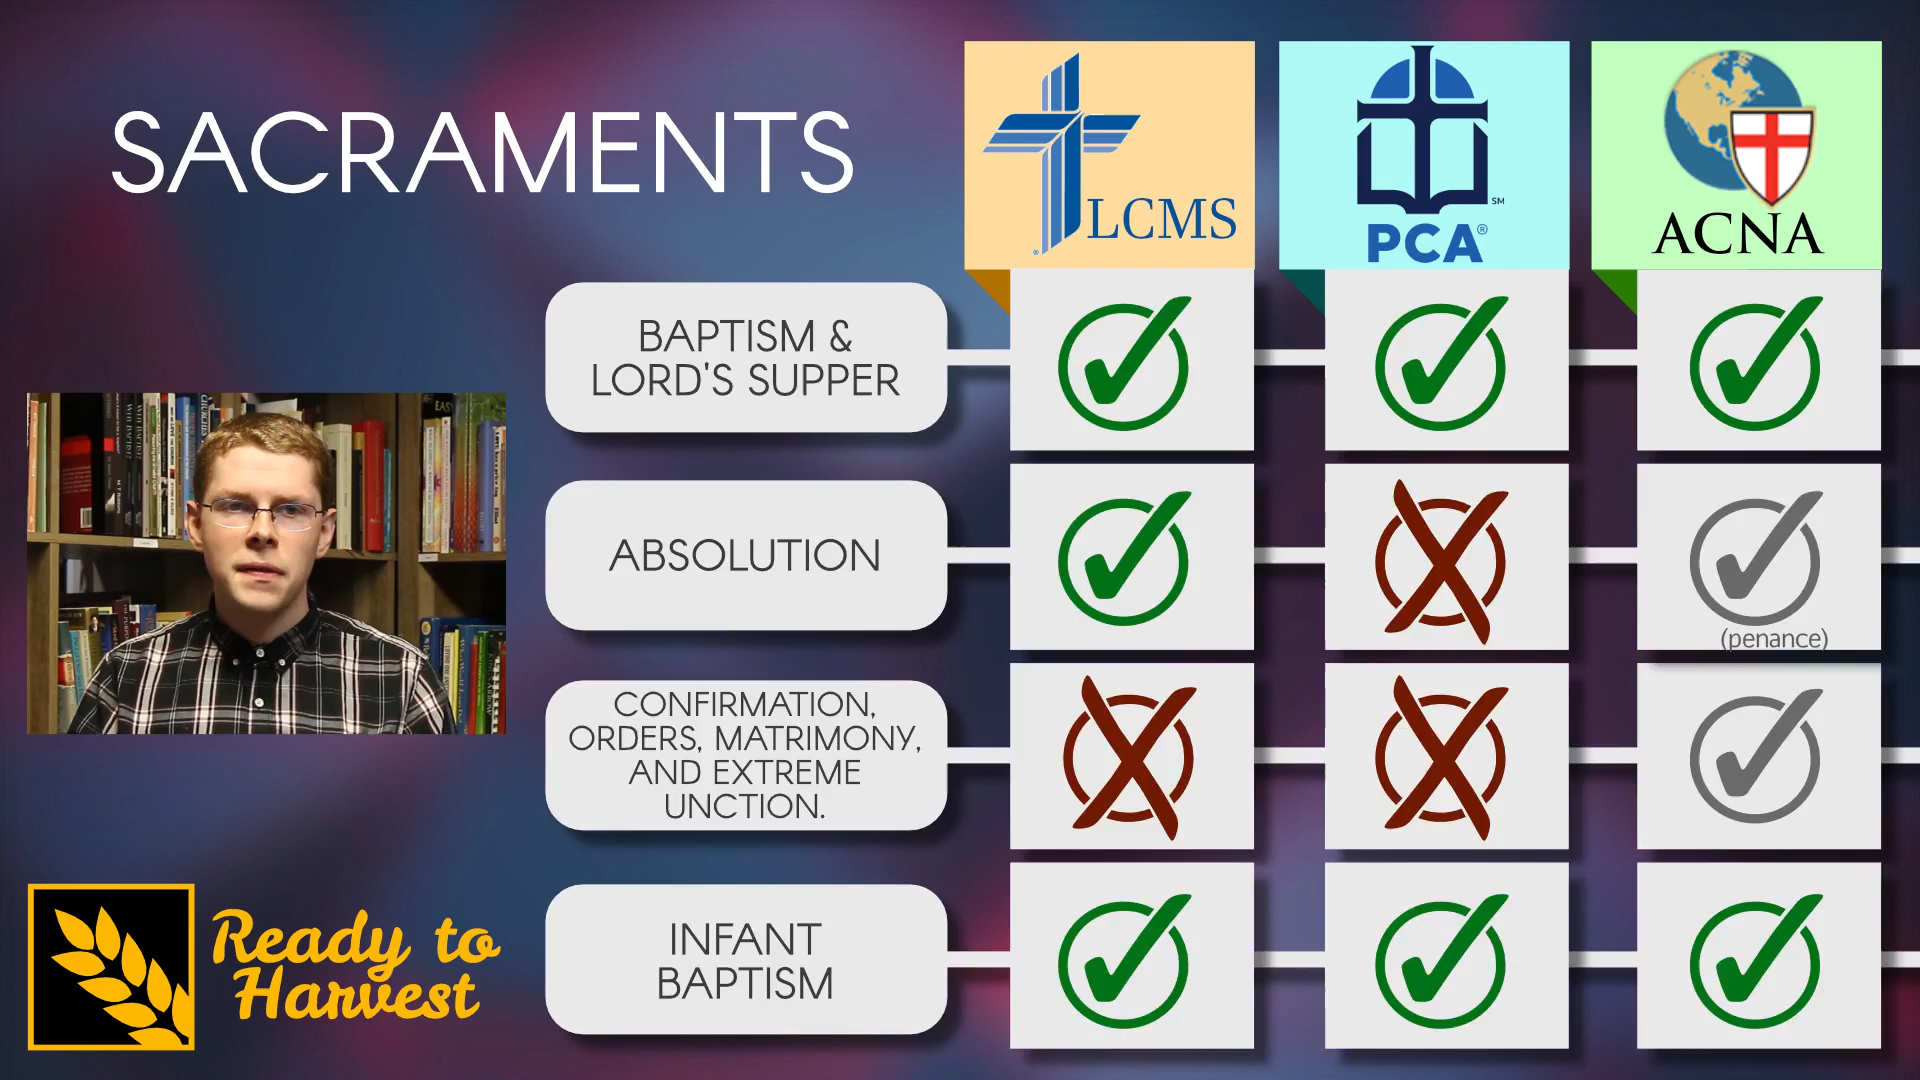 SACRAMENTS
LCMS
PCA®
SM
ACNA
BAPTISM &
LORD'S SUPPER
ABSOLUTION
(penance)
CONFIRMATION,
ORDERS, MATRIMONY,
AND EXTREME
UNCTION.
INFANT
BAPTISM
Ready to
Harvest